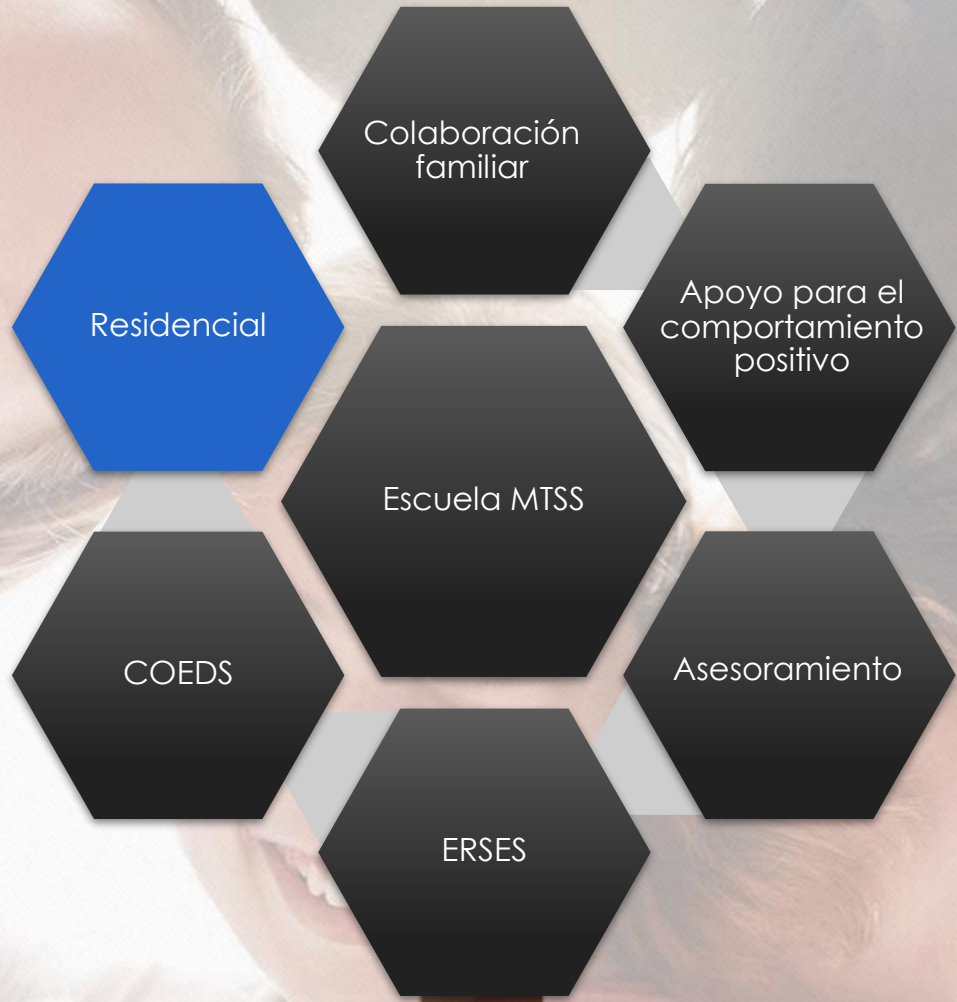 Colaboración
familiar
Residencial
Apoyo para el
comportamiento
positivo
Escuela MTSS
COEDS
Asesoramiento
ERSES